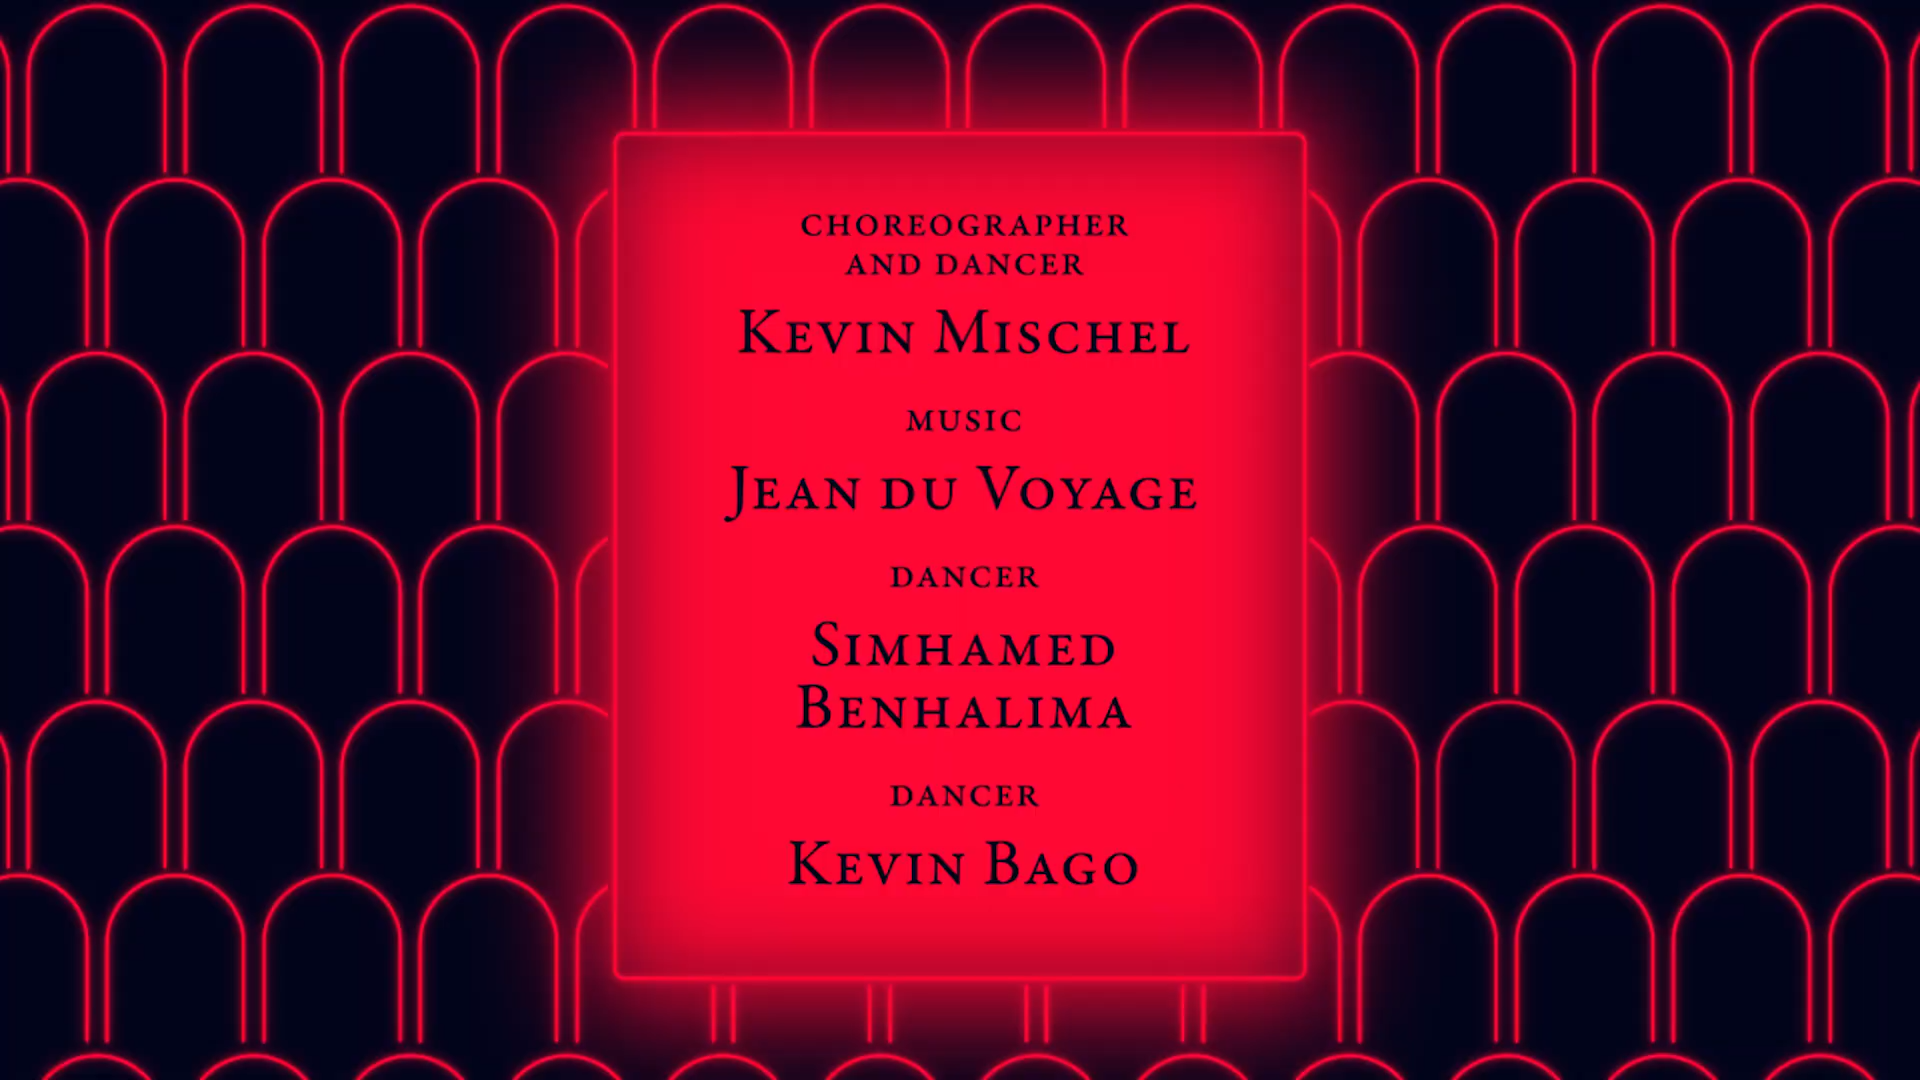 CHOREOGRAPHER
AND DANCER
KEVIN MISCHEL
MUSIC
JEAN DU VOYAGE
DANCER
SIMHAMED
BENHALIMA
DANCER
KEVIN BAGO